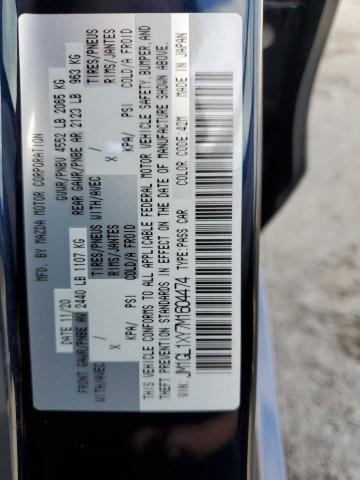 MFD. BY MAZDA MOTOR CORPORATION
DATE 11/20 GVWR/PNBV 4552 LB 2065 KG
FRONT GAWR/PNBE AV 2440 LB 1107 KG REAR GAWR/PNBE AR 2123 LB 963 KG
WITH/AVEC TIRES/PNEUS WITH/AVEC TIRES/PNEUS
X RIMS/JANTES X RIMS/JANTES
KPA/ PSI COLD/A FROID KPA/ PSI COLD/A FROID
THIS VEHICLE CONFORMS TO ALL APPLICABLE FEDERAL MOTOR VEHICLE SAFETY, BUMPER, AND
THEFT PREVENTION STANDARDS IN EFFECT ON THE DATE OF MANUFACTURE SHOWN ABOVE.
MADE IN JAPAN
VIN: JM1GL1XY7M1604474 TYPE:PASS CAR COLOR CODE:42M